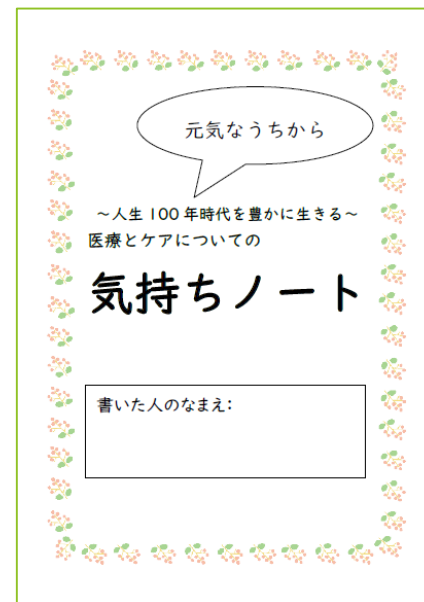 元気なうちから
～人生100年時代を豊かに生きる～
医療とケアについての
気持ちノート
書いた人のなまえ: